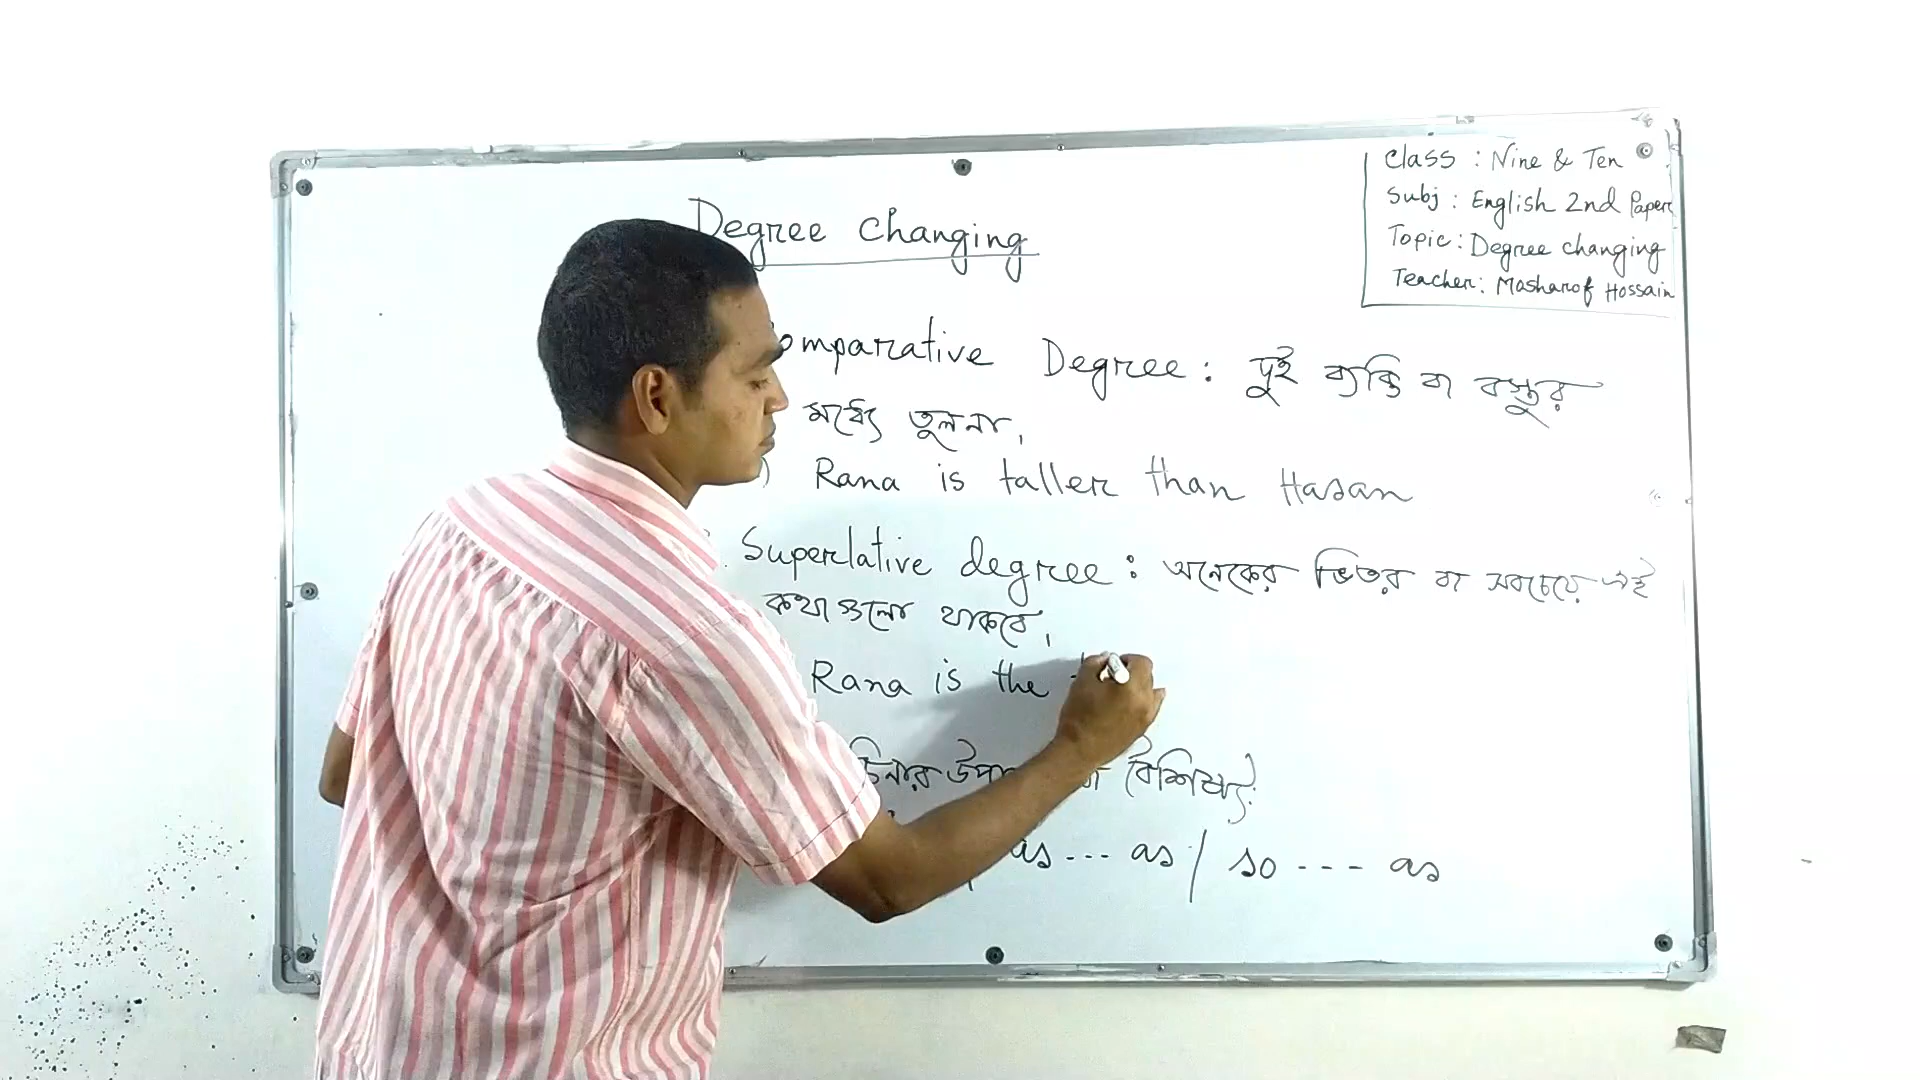 Class : Nine & Ten
Subj : English 2nd Paper
Topic : Degree changing
Teacher : Masharof Hossain
Degree Changing
omparative Degree : দুই ব্যক্তি বা বস্তুর
মধ্যে তুলনা,
) Rana is taller than Hasan
Superlative degree : অনেকের ভিতর বা সবচেয়ে এই
কথাগুলো থাকবে,
Rana is the
চিনার উপা বৈশিষ্ট্য:
as --- as / so --- as